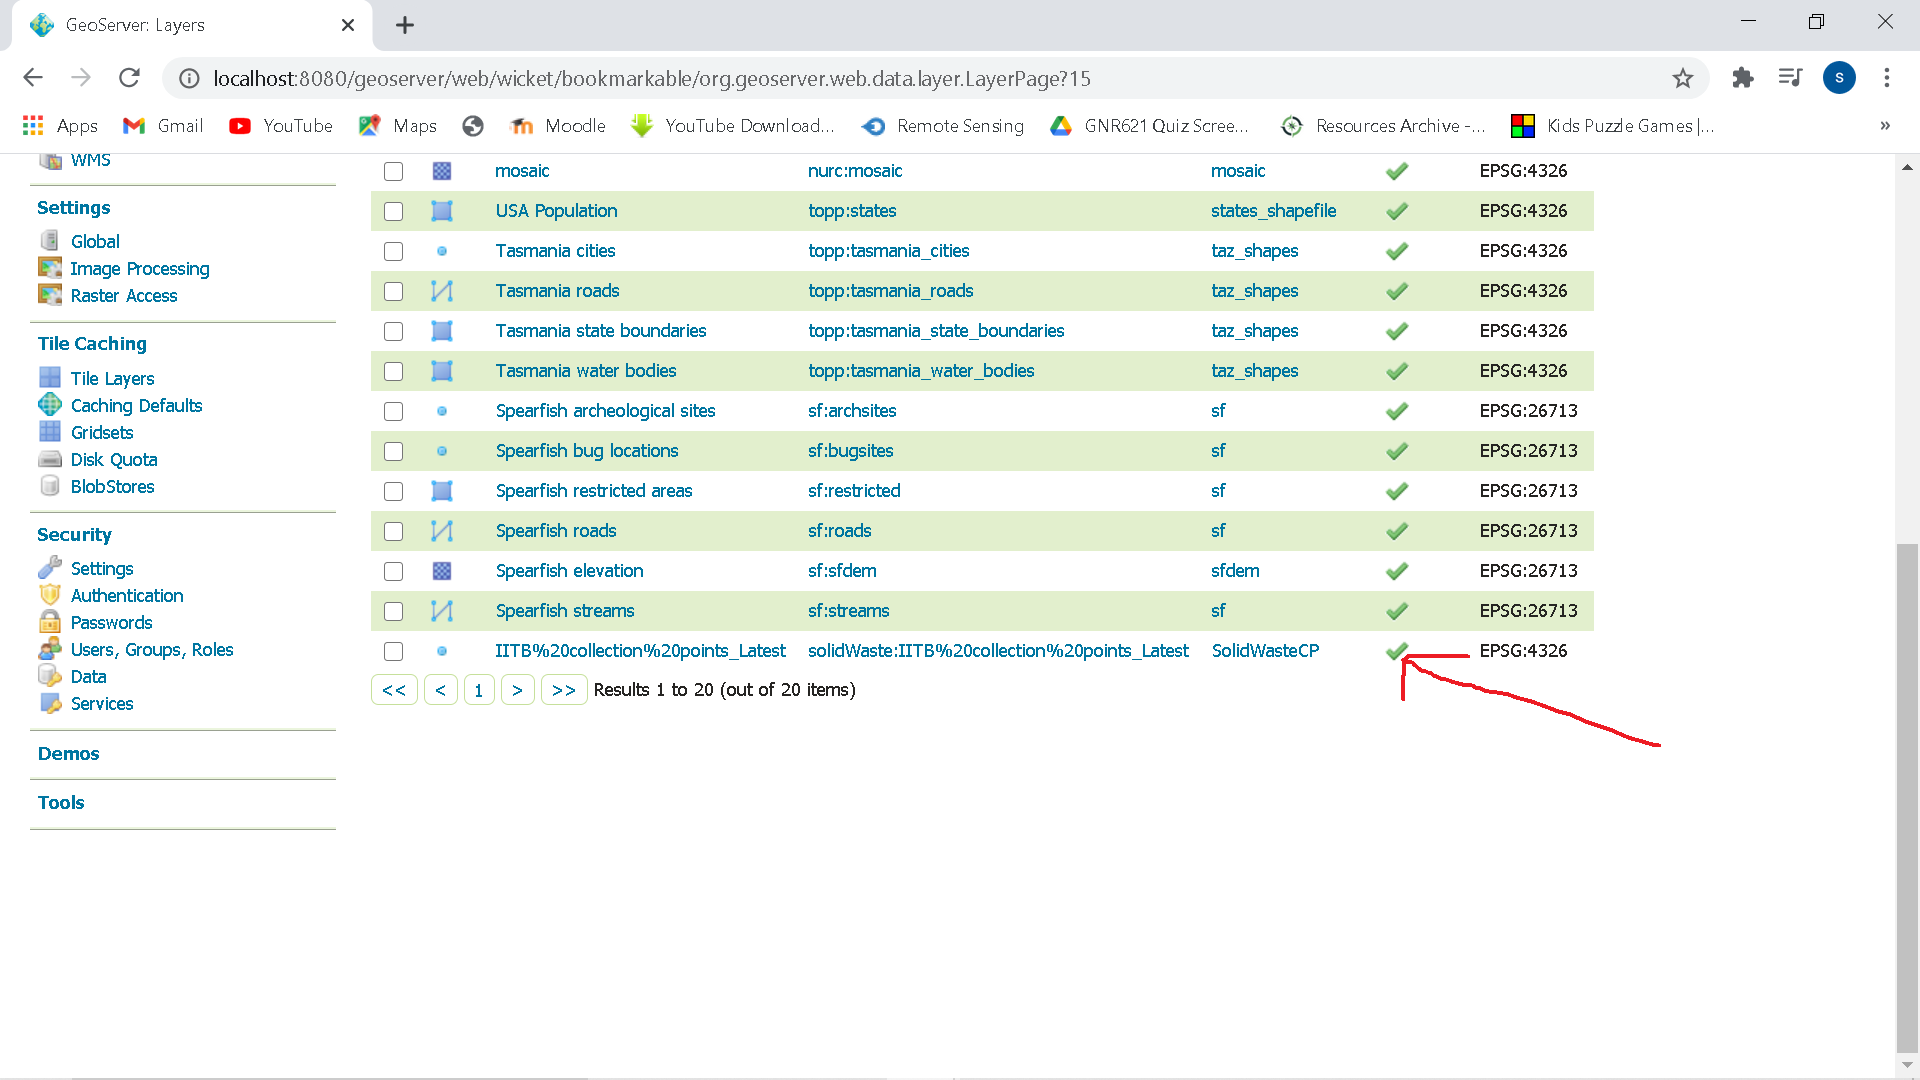 GeoServer: Layers
localhost:8080/geoserver/web/wicket/bookmarkable/org.geoserver.web.data.layer.LayerPage?15
S
Apps Gmail YouTube Maps Moodle YouTube Download... Remote Sensing GNR621 Quiz Scree... Resources Archive -... Kids Puzzle Games |... »
WMS
Settings
Global
Image Processing
Raster Access
Tile Caching
Tile Layers
Caching Defaults
Gridsets
Disk Quota
BlobStores
Security
Settings
Authentication
Passwords
Users, Groups, Roles
Data
Services
Demos
Tools
mosaic nurc:mosaic mosaic EPSG:4326
USA Population topp:states states_shapefile EPSG:4326
Tasmania cities topp:tasmania_cities taz_shapes EPSG:4326
Tasmania roads topp:tasmania_roads taz_shapes EPSG:4326
Tasmania state boundaries topp:tasmania_state_boundaries taz_shapes EPSG:4326
Tasmania water bodies topp:tasmania_water_bodies taz_shapes EPSG:4326
Spearfish archeological sites sf:archsites sf EPSG:26713
Spearfish bug locations sf:bugsites sf EPSG:26713
Spearfish restricted areas sf:restricted sf EPSG:26713
Spearfish roads sf:roads sf EPSG:26713
Spearfish elevation sf:sfdem sfdem EPSG:26713
Spearfish streams sf:streams sf EPSG:26713
IITB%20collection%20points_Latest solidWaste:IITB%20collection%20points_Latest SolidWasteCP EPSG:4326
<< < 1 > >> Results 1 to 20 (out of 20 items)